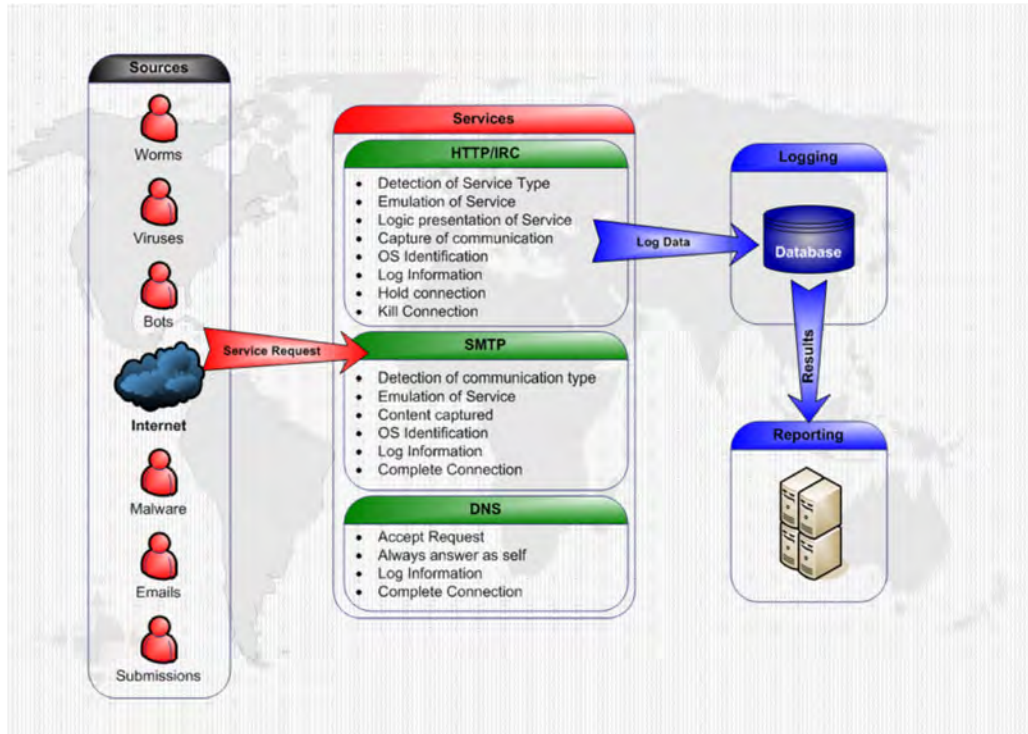 Sources
Worms
Viruses
Bots
Internet
Malware
Emails
Submissions
Service Request
Services
HTTP/IRC
• Detection of Service Type
• Emulation of Service
• Logic presentation of Service
• Capture of communication
• OS Identification
• Log Information
• Hold connection
• Kill Connection
SMTP
• Detection of communication type
• Emulation of Service
• Content captured
• OS Identification
• Log Information
• Complete Connection
DNS
• Accept Request
• Always answer as self
• Log Information
• Complete Connection
Log Data
Logging
Database
Results
Reporting